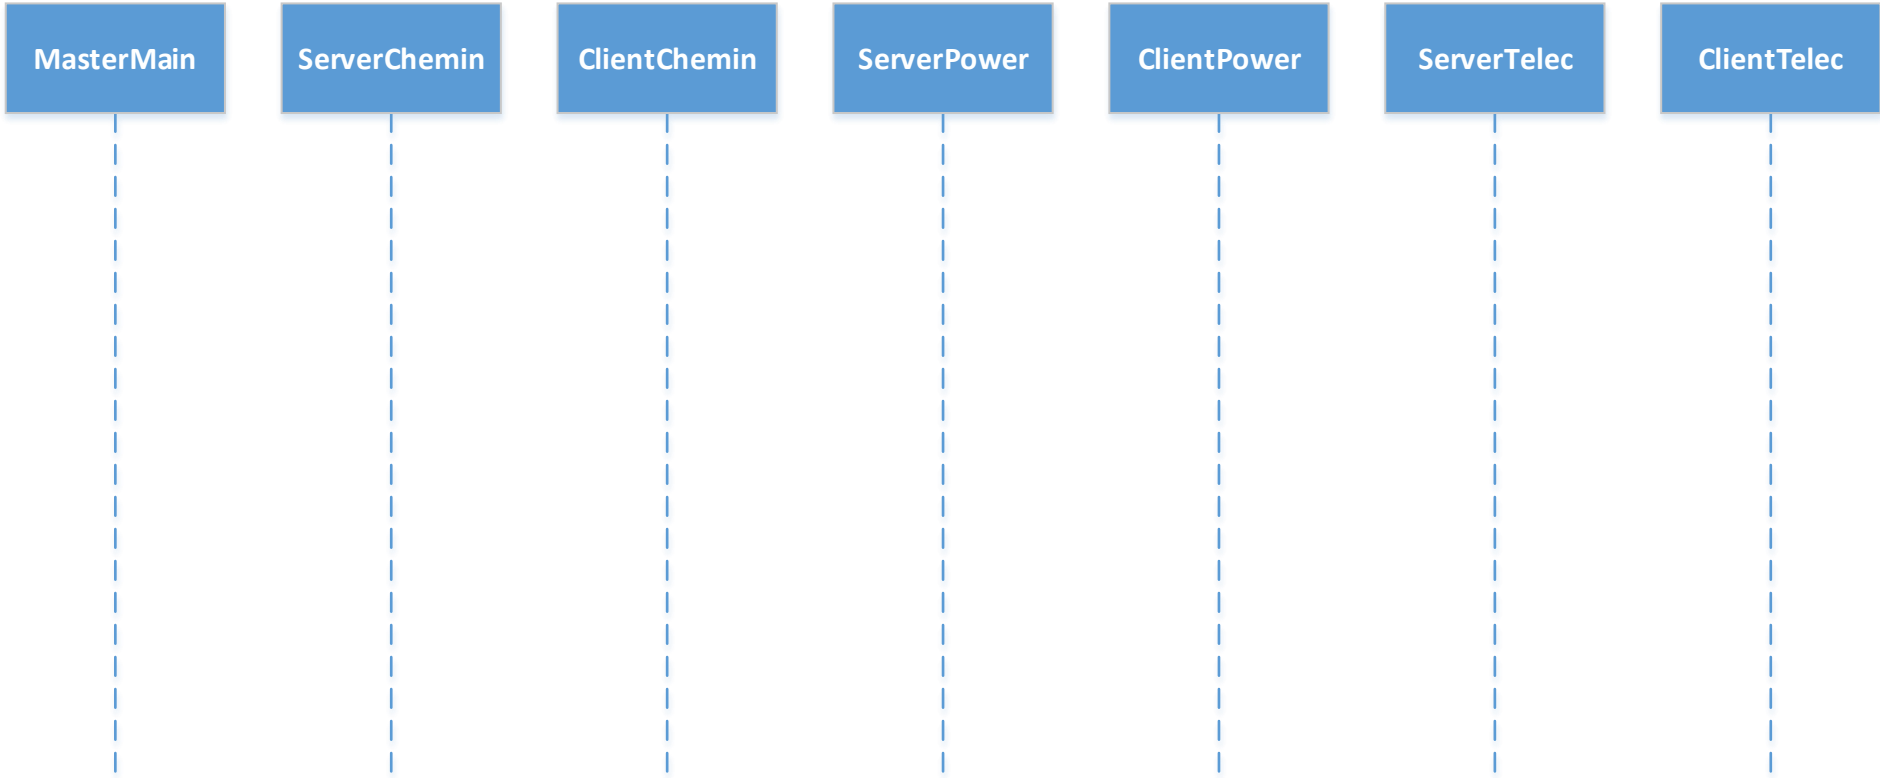 MasterMain
ServerChemin
ClientChemin
ServerPower
ClientPower
ServerTelec
ClientTelec